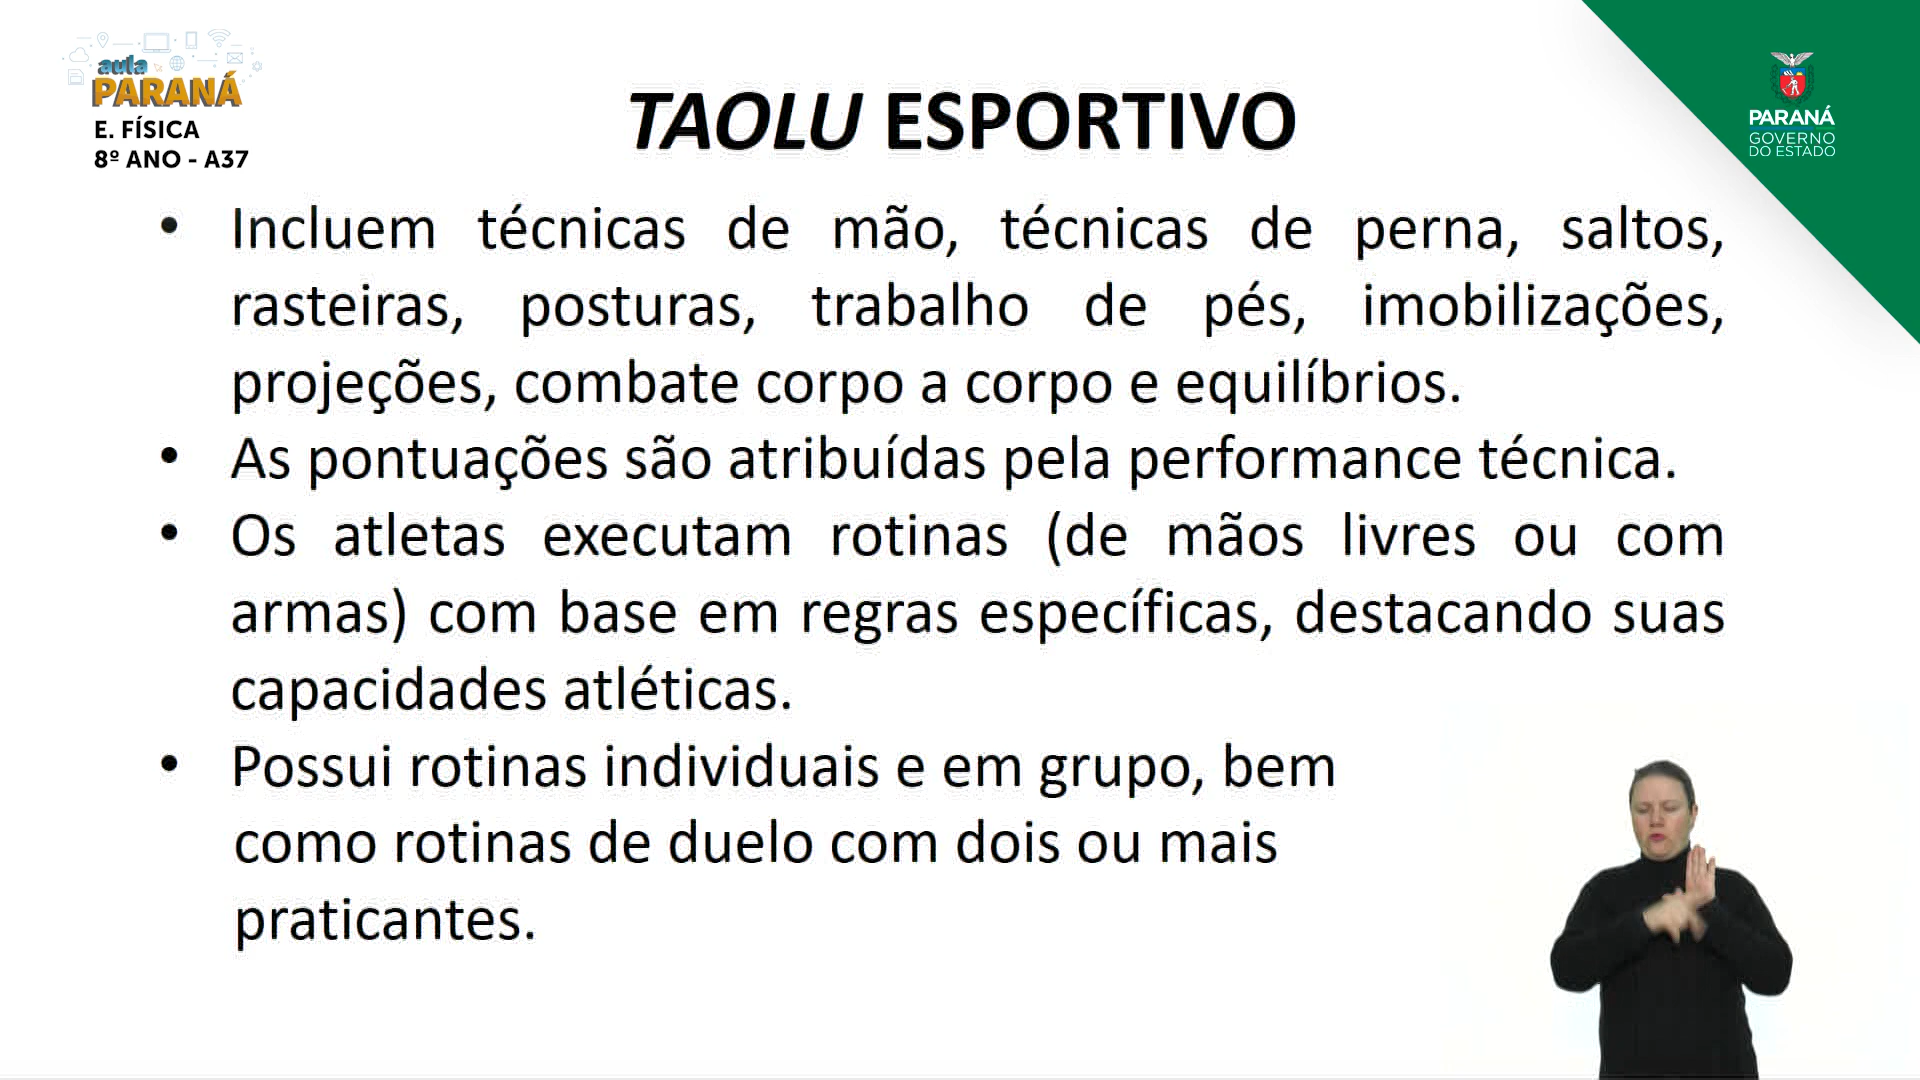 aula
PARANÁ
E. FÍSICA
8º ANO - A37
PARANÁ
GOVERNO
DO ESTADO
TAOLU ESPORTIVO
• Incluem técnicas de mão, técnicas de perna, saltos,
rasteiras, posturas, trabalho de pés, imobilizações,
projeções, combate corpo a corpo e equilíbrios.
• As pontuações são atribuídas pela performance técnica.
• Os atletas executam rotinas (de mãos livres ou com
armas) com base em regras específicas, destacando suas
capacidades atléticas.
• Possui rotinas individuais e em grupo, bem
como rotinas de duelo com dois ou mais
praticantes.